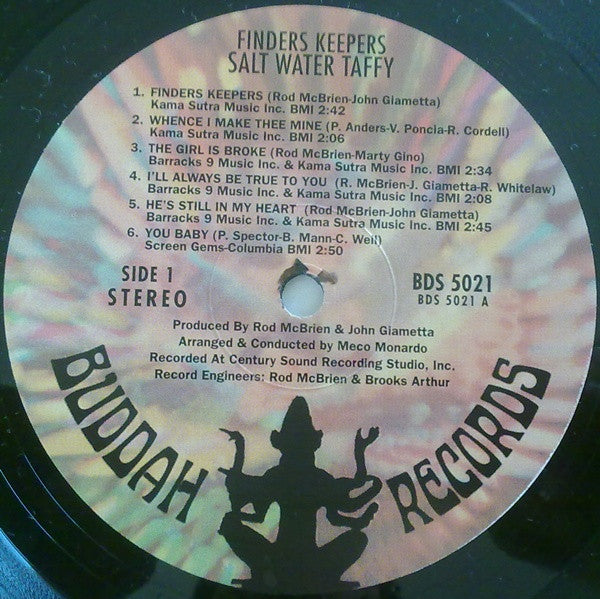 FINDERS KEEPERS
SALT WATER TAFFY
1. FINDERS KEEPERS (Rod McBrien-John Giametta)
Kama Sutra Music Inc. BMI 2:42
2. WHENCE I MAKE THEE MINE (P. Anders-V. Poncia-R. Cordell)
Kama Sutra Music Inc. BMI 2:06
3. THE GIRL IS BROKE (Rod McBrien-Marty Gino)
Barracks 9 Music Inc. & Kama Sutra Music Inc. BMI 2:34
4. I'LL ALWAYS BE TRUE TO YOU (R. McBrien-J. Giametta-R. Whitelaw)
Barracks 9 Music Inc. & Kama Sutra Music Inc. BMI 2:08
5. HE'S STILL IN MY HEART (Rod McBrien-John Giametta)
Barracks 9 Music Inc. & Kama Sutra Music Inc. BMI 2:45
6. YOU BABY (P. Spector-B. Mann-C. Weil)
Screen Gems-Columbia BMI 2:50
SIDE 1
STEREO
BDS 5021
BDS 5021 A
Produced By Rod McBrien & John Giametta
Arranged & Conducted by Meco Monardo
Recorded At Century Sound Recording Studio, Inc.
Record Engineers: Rod McBrien & Brooks Arthur
BUDDAH RECORDS